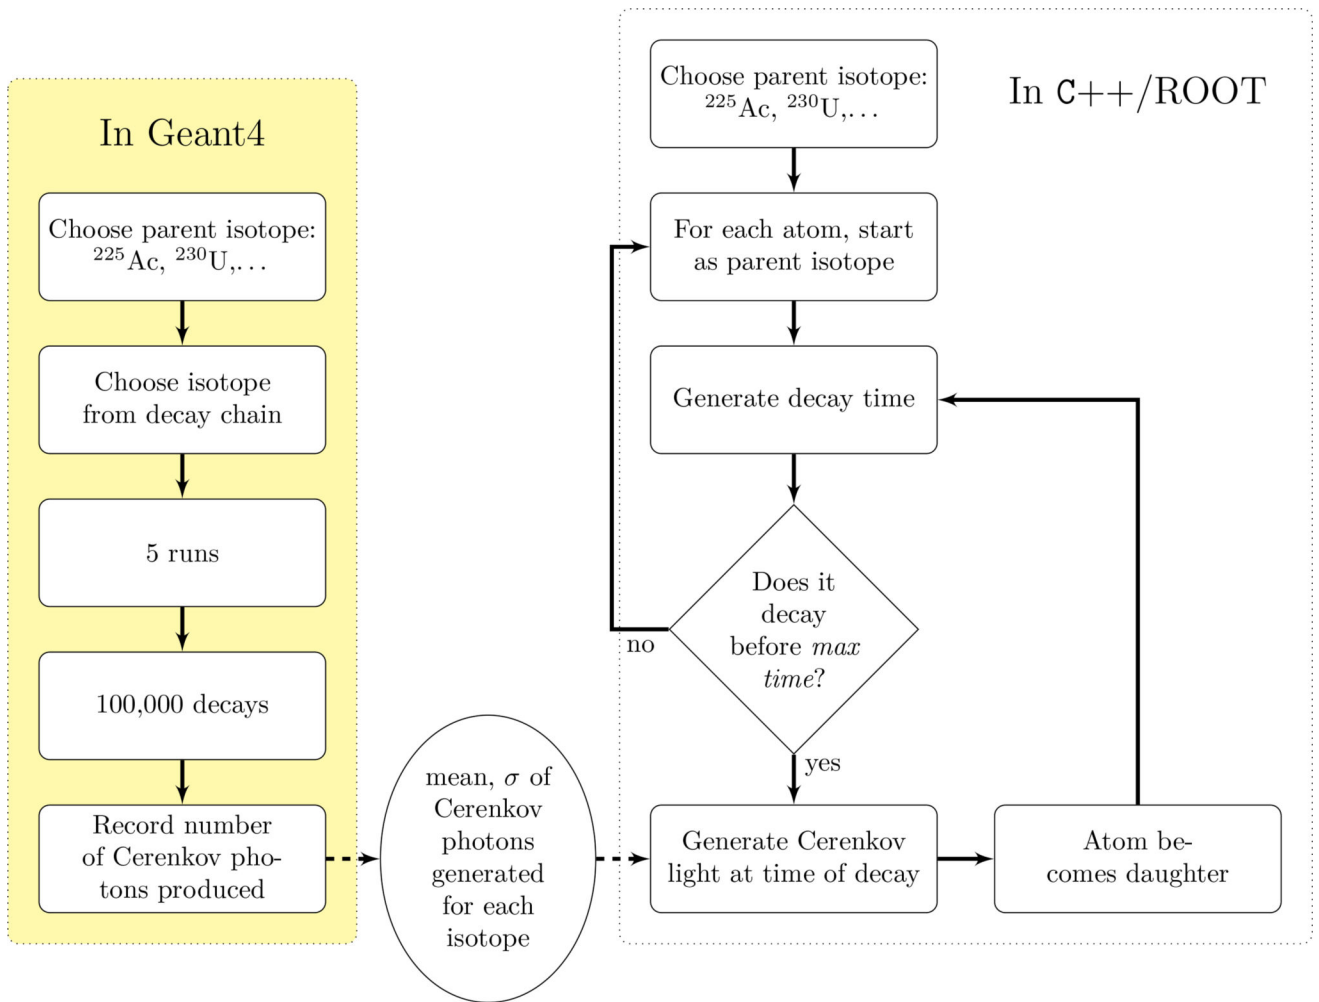 In Geant4
Choose parent isotope:
²²⁵Ac, ²³⁰U,...
Choose isotope
from decay chain
5 runs
100,000 decays
Record number
of Cerenkov pho-
tons produced
mean, σ of
Cerenkov
photons
generated
for each
isotope
In C++/ROOT
Choose parent isotope:
²²⁵Ac, ²³⁰U,...
For each atom, start
as parent isotope
Generate decay time
Does it
decay
before max
time?
no
yes
Generate Cerenkov
light at time of decay
Atom be-
comes daughter